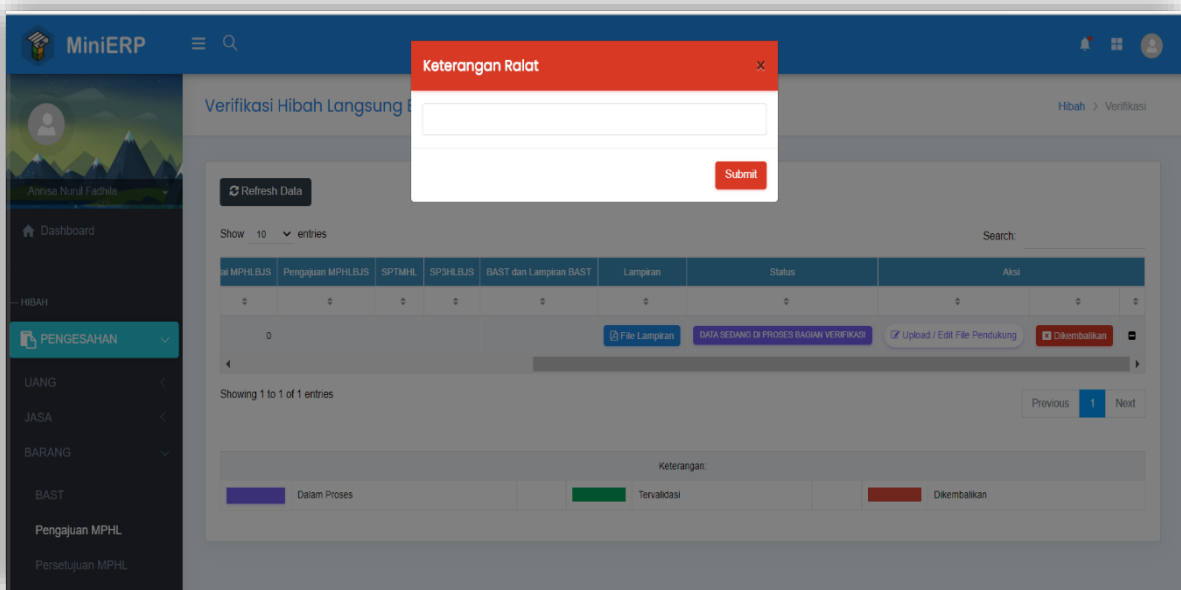 MiniERP
Keterangan Ralat
x
Submit
Verifikasi Hibah Langsung
Hibah > Verifikasi
Annisa Nurul Fadhila
Refresh Data
Show 10 entries
Search:
ai MPHLBJS Pengajuan MPHLBJS SPTMHL SP3HLBJS BAST dan Lampiran BAST Lampiran Status Aksi
0 File Lampiran DATA SEDANG DI PROSES BAGIAN VERIFIKASI Upload / Edit File Pendukung Dikembalikan
Showing 1 to 1 of 1 entries
Previous 1 Next
Keterangan:
Dalam Proses Tervalidasi Dikembalikan
Dashboard
-- HIBAH
PENGESAHAN
UANG
JASA
BARANG
BAST
Pengajuan MPHL
Persetujuan MPHL